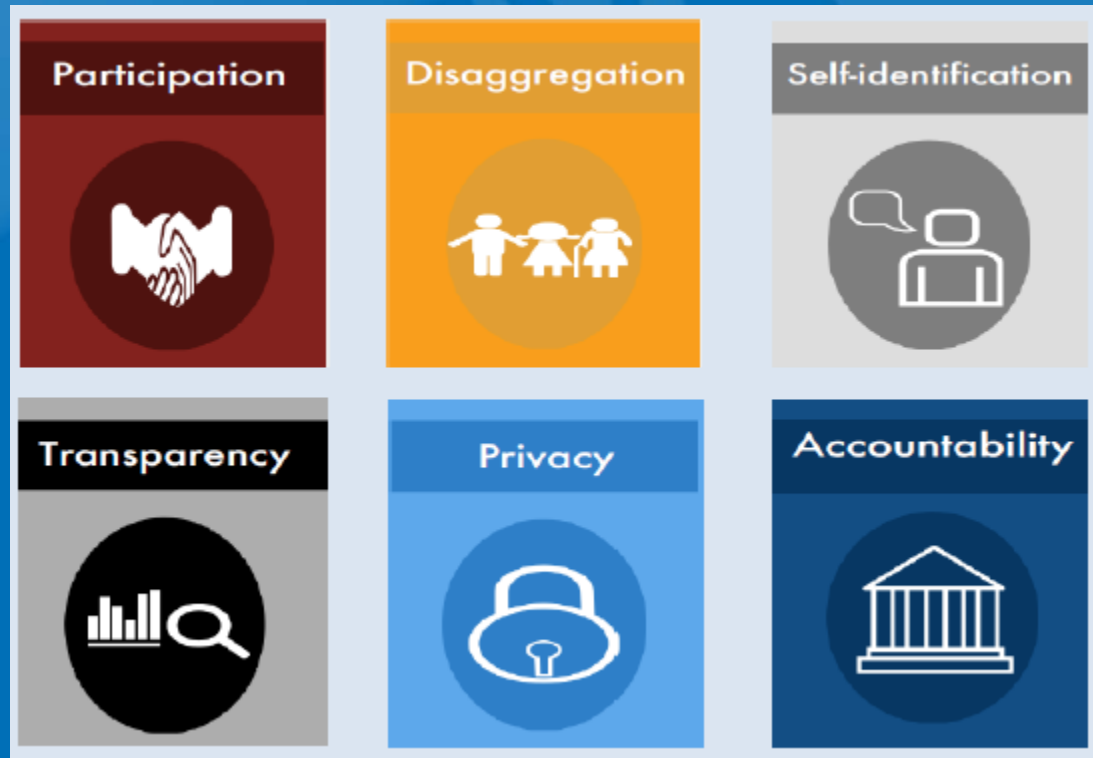 Participation
Disaggregation
Self-identification
Transparency
Privacy
Accountability